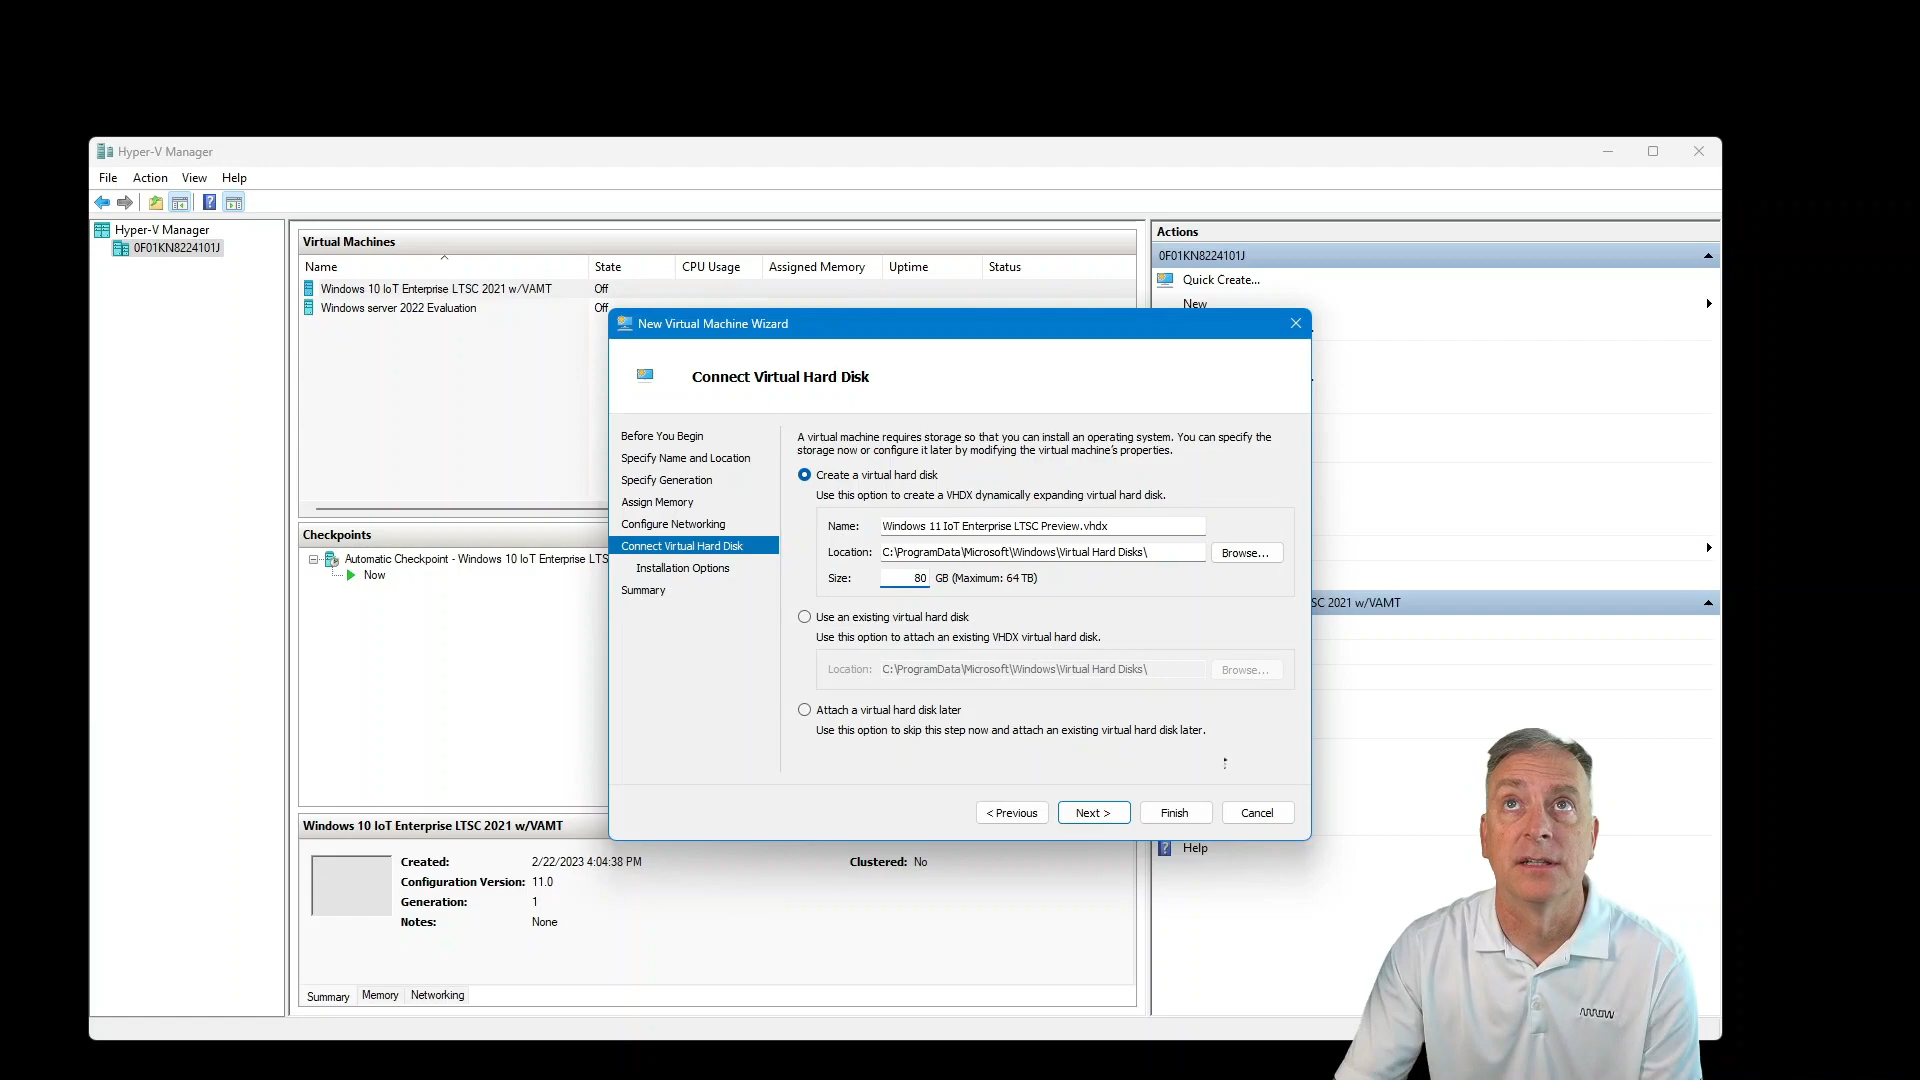 Hyper-V Manager
File Action View Help
Hyper-V Manager
0F01KN8224101J
Virtual Machines
Name State CPU Usage Assigned Memory Uptime Status
Windows 10 IoT Enterprise LTSC 2021 w/VAMT Off
Windows server 2022 Evaluation Off
Checkpoints
Automatic Checkpoint - Windows 10 IoT Enterprise LTS
Now
Windows 10 IoT Enterprise LTSC 2021 w/VAMT
Created: 2/22/2023 4:04:38 PM Clustered: No
Configuration Version: 11.0
Generation: 1
Notes: None
Summary Memory Networking
New Virtual Machine Wizard
Connect Virtual Hard Disk
Before You Begin
Specify Name and Location
Specify Generation
Assign Memory
Configure Networking
Connect Virtual Hard Disk
Installation Options
Summary
A virtual machine requires storage so that you can install an operating system. You can specify the
storage now or configure it later by modifying the virtual machine's properties.
Create a virtual hard disk
Use this option to create a VHDX dynamically expanding virtual hard disk.
Name: Windows 11 IoT Enterprise LTSC Preview.vhdx
Location: C:\ProgramData\Microsoft\Windows\Virtual Hard Disks\ Browse...
Size: 80 GB (Maximum: 64 TB)
Use an existing virtual hard disk
Use this option to attach an existing VHDX virtual hard disk.
Location: C:\ProgramData\Microsoft\Windows\Virtual Hard Disks\ Browse...
Attach a virtual hard disk later
Use this option to skip this step now and attach an existing virtual hard disk later.
< Previous Next > Finish Cancel
Actions
0F01KN8224101J
Quick Create...
New
SC 2021 w/VAMT
Help
ARROW